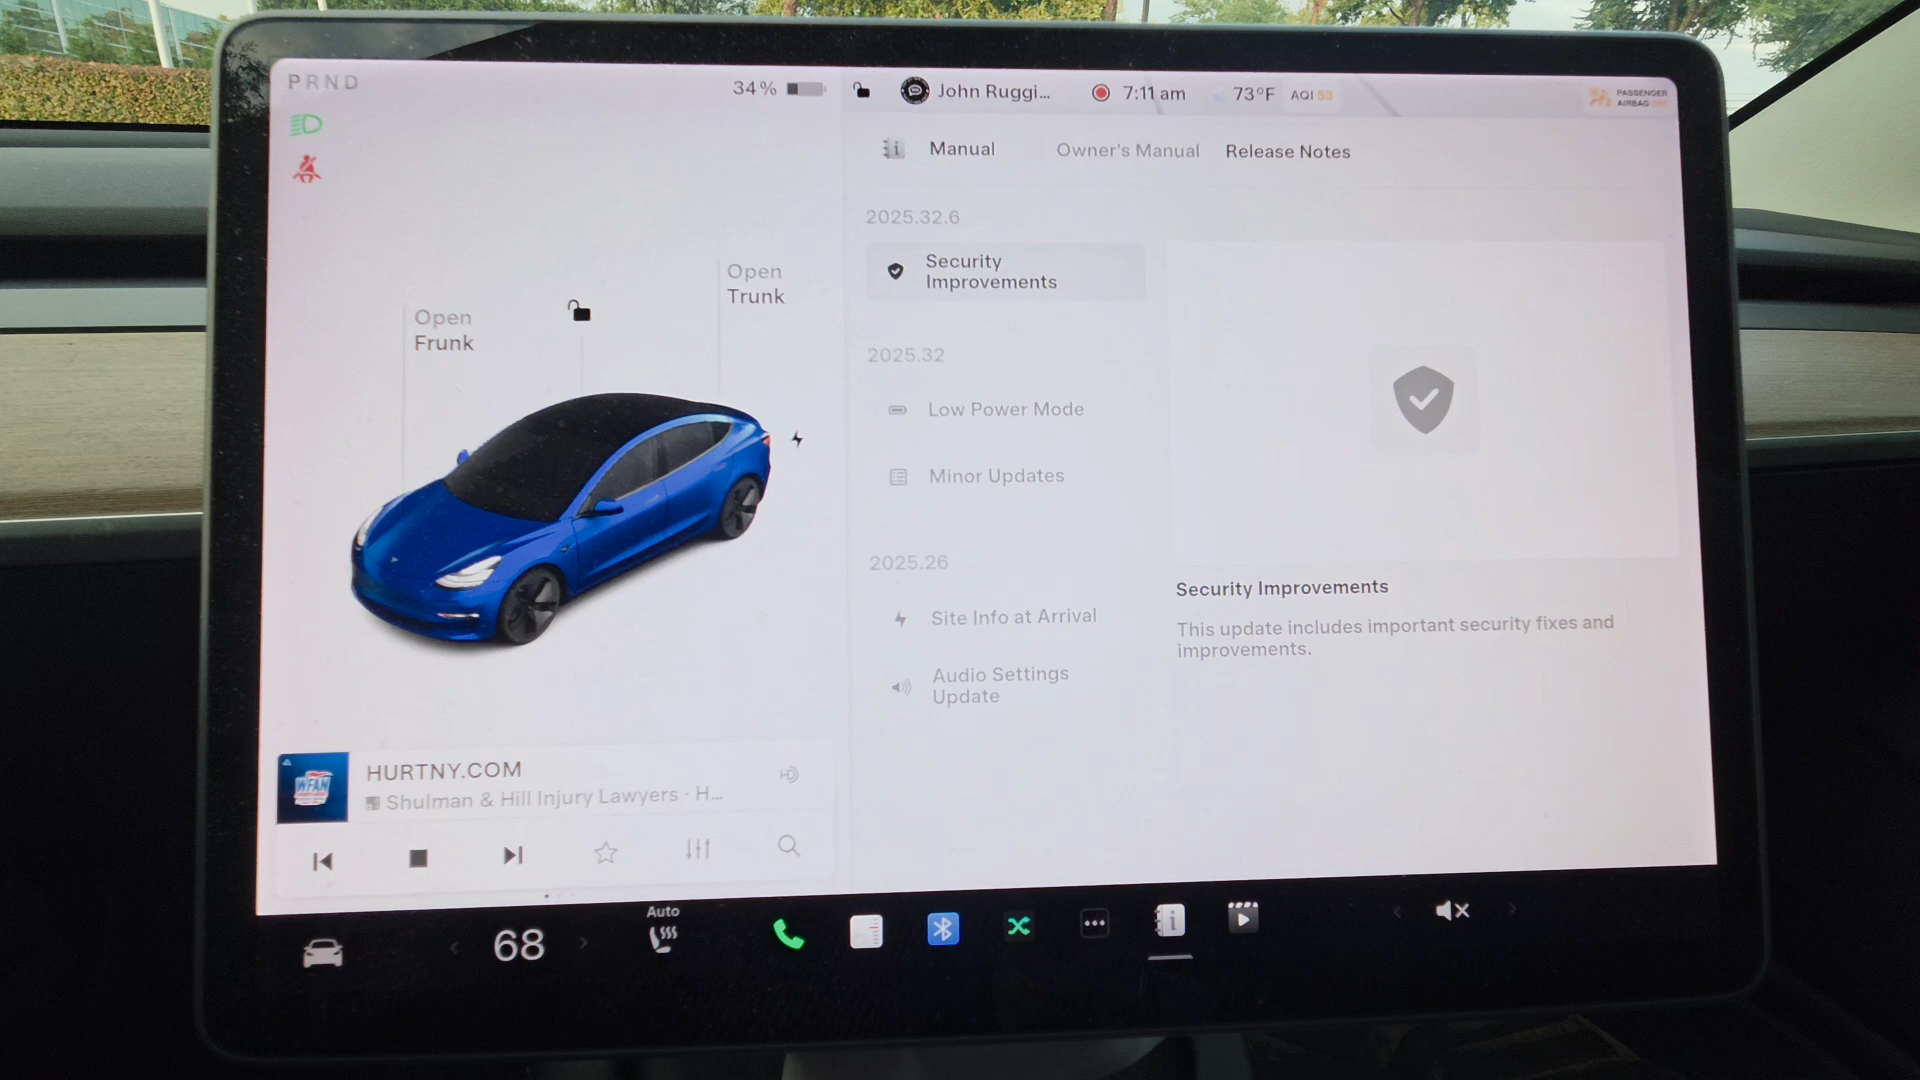 PRND
34%
John Ruggi...
7:11 am
73°F
AQI 53
PASSENGER
AIRBAG OFF
Manual
Owner's Manual
Release Notes
2025.32.6
Security
Improvements
2025.32
Low Power Mode
Minor Updates
2025.26
Site Info at Arrival
Audio Settings
Update
Open
Frunk
Open
Trunk
Security Improvements
This update includes important security fixes and
improvements.
WFAN
HURTNY.COM
Shulman & Hill Injury Lawyers · H...
HD
68
Auto